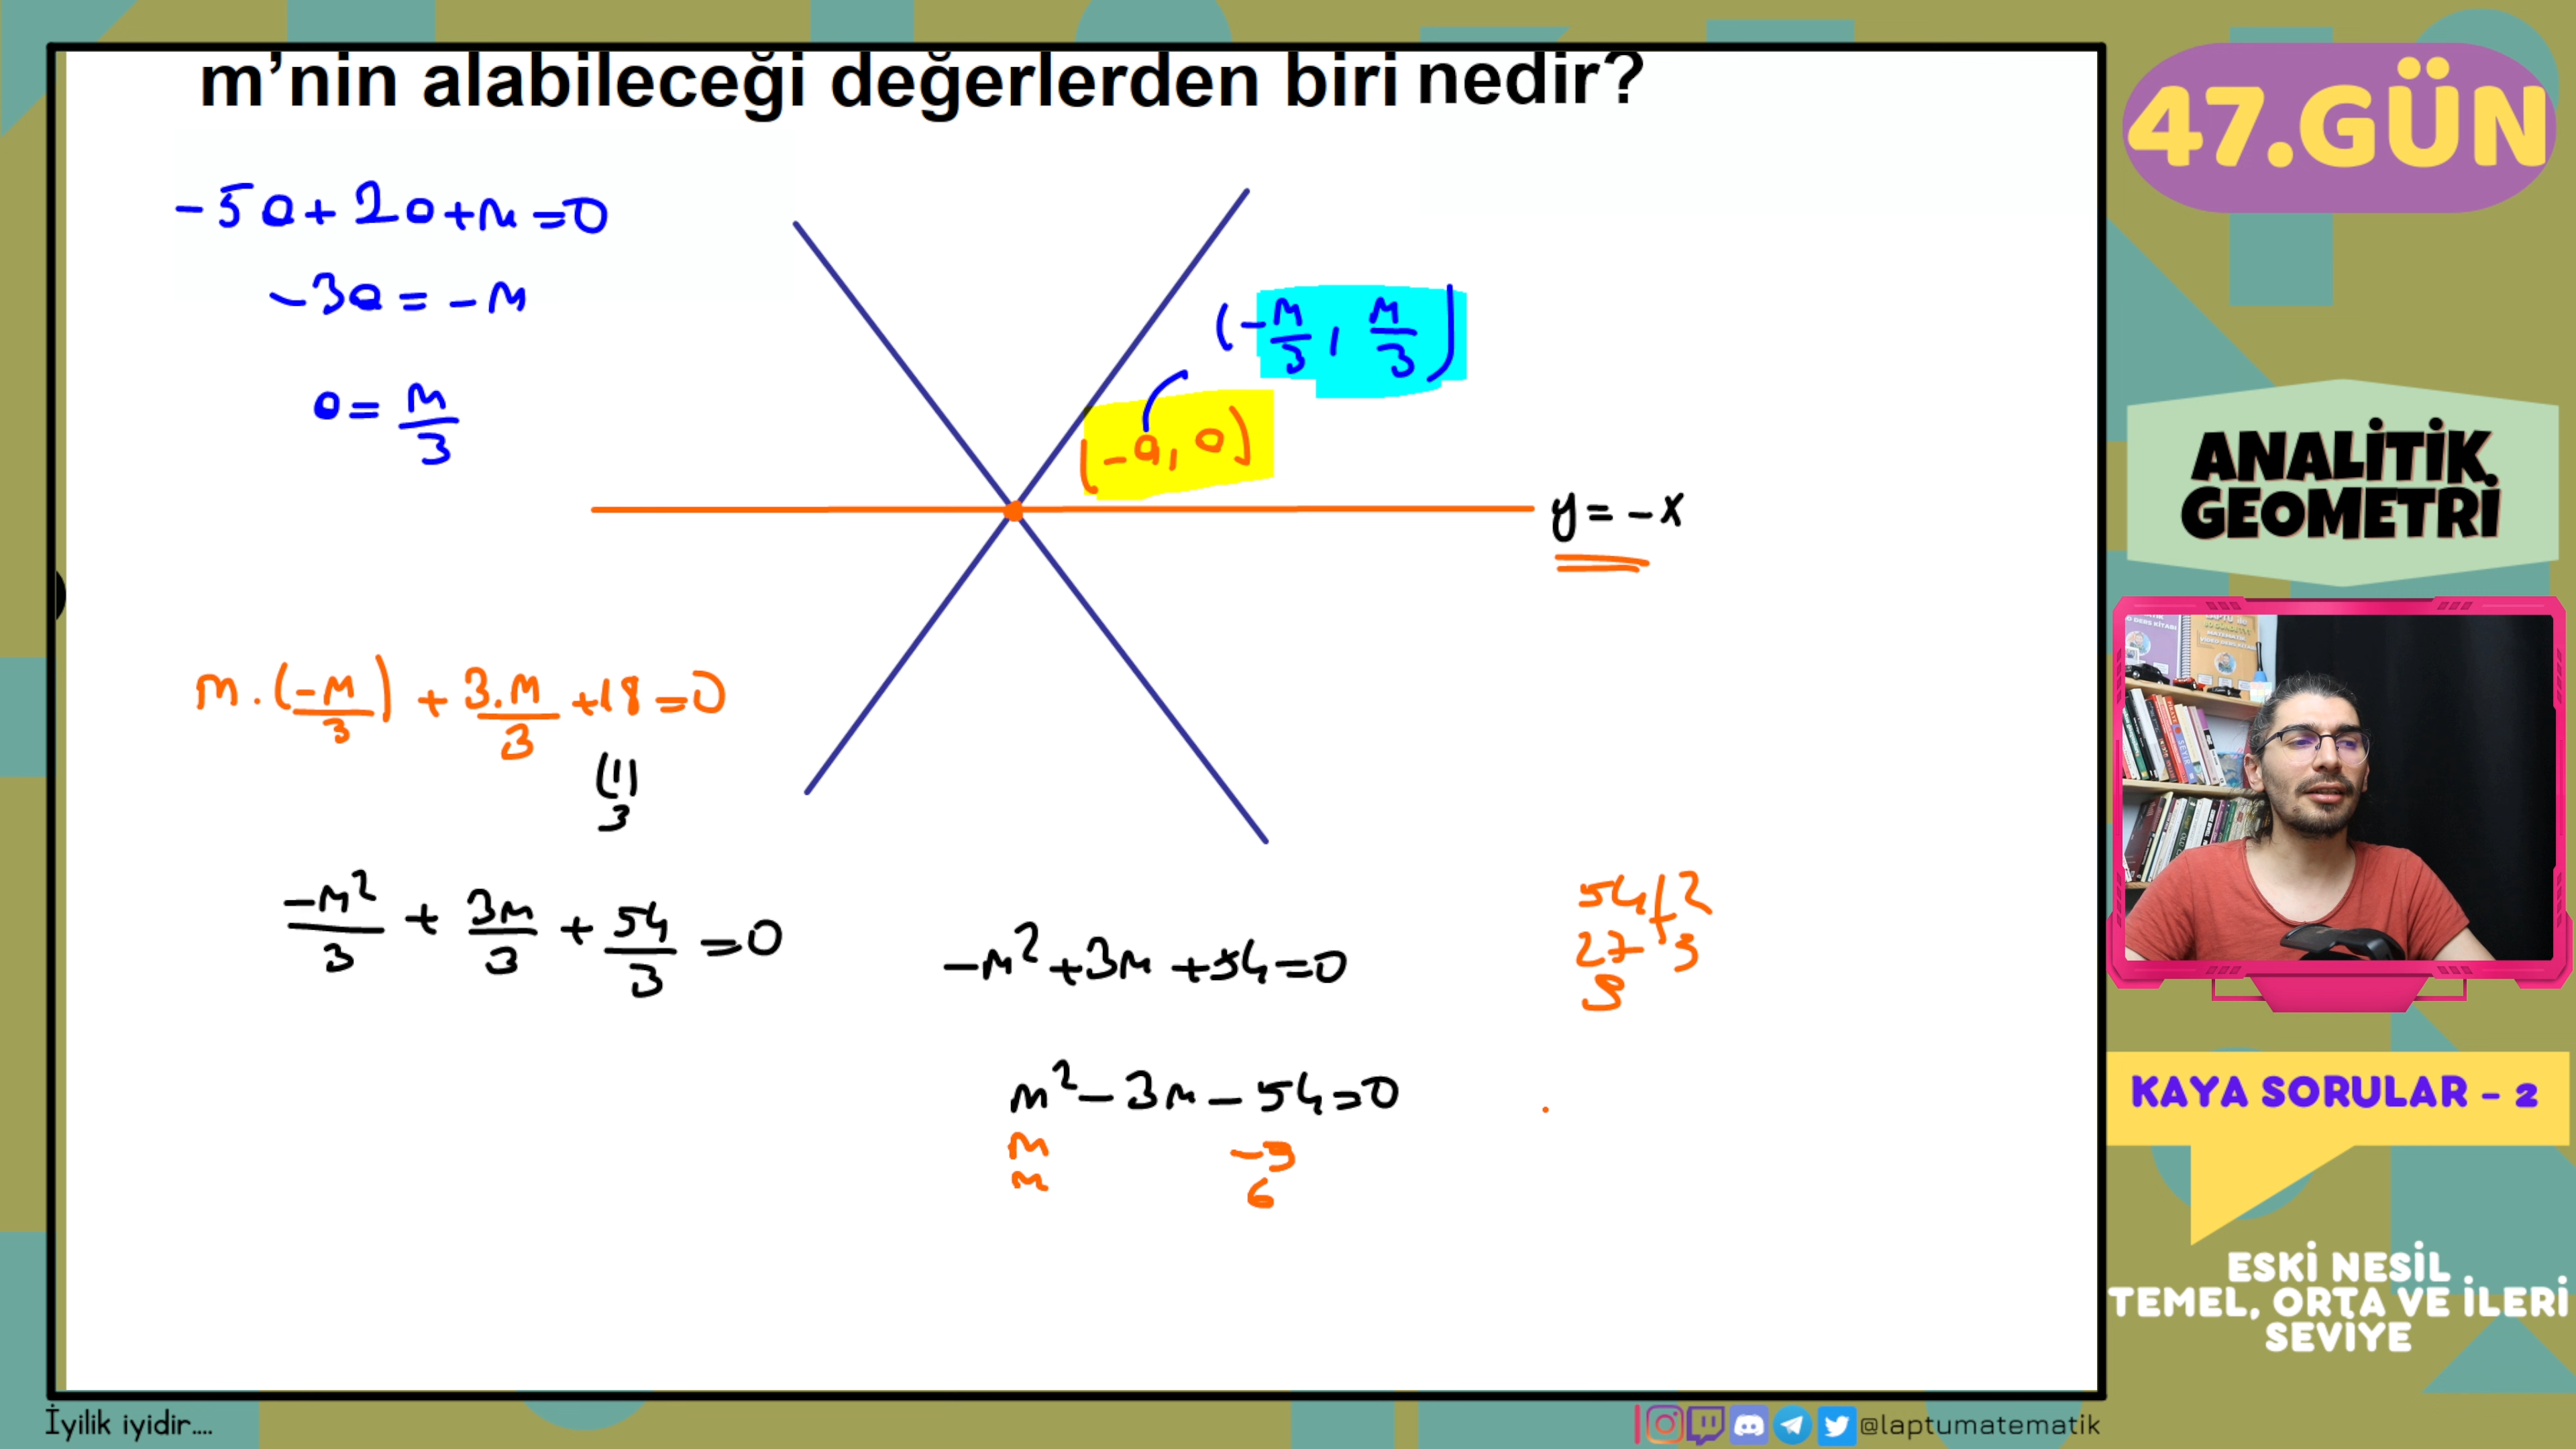 m'nin alabileceği değerlerden biri nedir?
-5a + 2a + m = 0
-3a = -m
a = m/3
(-m/3, m/3)
(-a, a)
y = -x
m.(-m/3) + 3.m/3 + 18 = 0
(1)
3
-m²/3 + 3m/3 + 54/3 = 0
-m² + 3m + 54 = 0
m² - 3m - 54 = 0
m -9
m 6
54 2
27 3
9
47.GÜN
ANALİTİK
GEOMETRİ
KAYA SORULAR - 2
ESKİ NESİL
TEMEL, ORTA VE İLERİ
SEVİYE
İyilik iyidir....
@laptumatematik